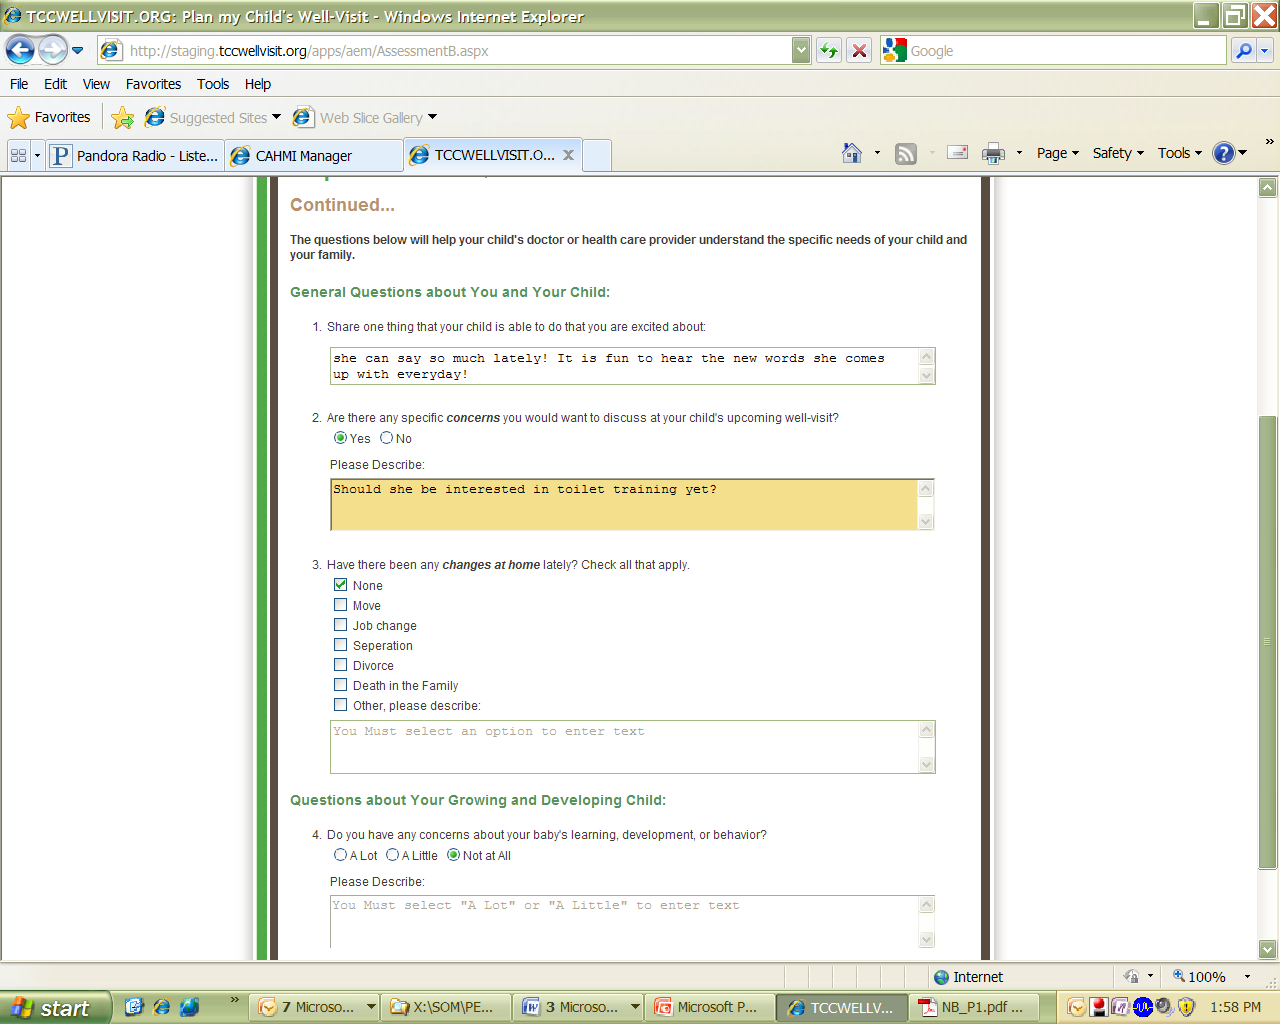 TCCWELLVISIT.ORG: Plan my Child's Well-Visit - Windows Internet Explorer
http://staging.tccwellvisit.org/apps/aem/AssessmentB.aspx
Google
File Edit View Favorites Tools Help
Favorites Suggested Sites Web Slice Gallery
Pandora Radio - Liste... CAHMI Manager TCCWELLVISIT.O... X Page Safety Tools ? »
Continued...
The questions below will help your child's doctor or health care provider understand the specific needs of your child and
your family.
General Questions about You and Your Child:
1. Share one thing that your child is able to do that you are excited about:
she can say so much lately! It is fun to hear the new words she comes
up with everyday!
2. Are there any specific concerns you would want to discuss at your child's upcoming well-visit?
Yes No
Please Describe:
Should she be interested in toilet training yet?
3. Have there been any changes at home lately? Check all that apply.
None
Move
Job change
Seperation
Divorce
Death in the Family
Other, please describe:
You Must select an option to enter text
Questions about Your Growing and Developing Child:
4. Do you have any concerns about your baby's learning, development, or behavior?
A Lot A Little Not at All
Please Describe:
You Must select "A Lot" or "A Little" to enter text
Internet 100%
start » 7 Microso... X:\SOM\PE... 3 Microso... Microsoft P... TCCWELLV... NB_P1.pdf ... 1:58 PM